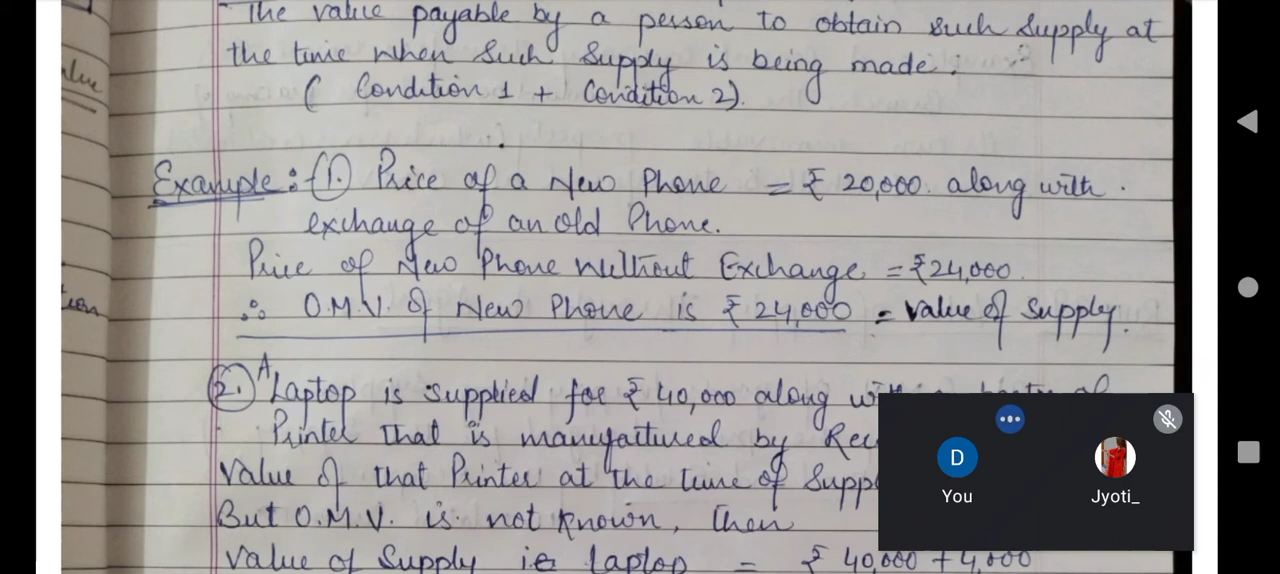 The value payable by a person to obtain such supply at
the time when such supply is being made.
( Condition 1 + Condition 2).
Example: (1.) Price of a New Phone = ₹ 20,000. along with
exchange of an old Phone.
Price of New Phone Without Exchange = ₹24,000.
∴ O.M.V. of New Phone is ₹ 24,000 = value of Supply.
2. A Laptop is supplied for ₹ 40,000 along
Printer that is manufactured by
value of that Printer at the time of
But O.M.V. is not known, Then
value of Supply ie laptop = ₹ 40,000 + 4,000
D
You
Jyoti_